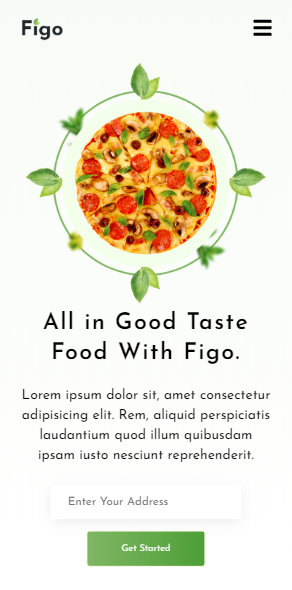 Figo
All in Good Taste
Food With Figo.
Lorem ipsum dolor sit, amet consectetur
adipisicing elit. Rem, aliquid perspiciatis
laudantium quod illum quibusdam
ipsam iusto nesciunt reprehenderit.
Enter Your Address
Get Started